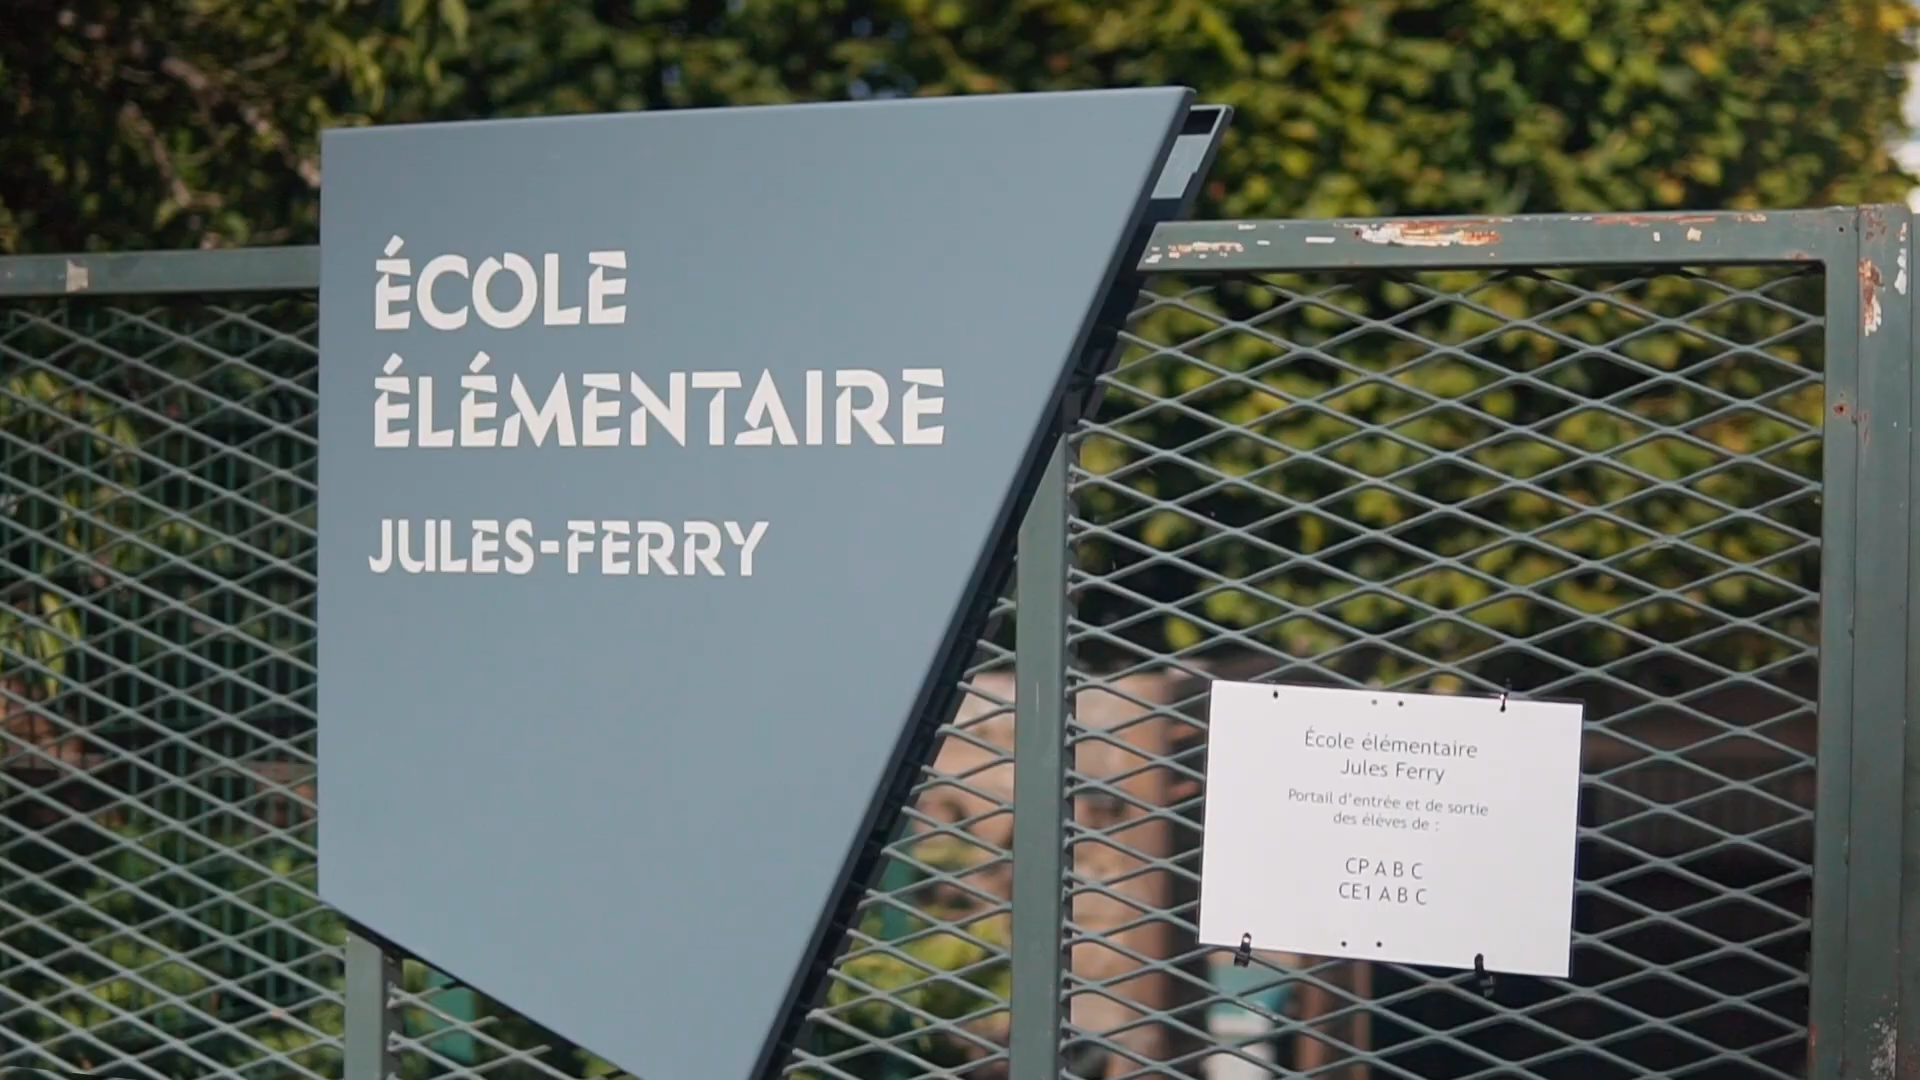 ÉCOLE
ÉLÉMENTAIRE
JULES-FERRY
École élémentaire
Jules Ferry
Portail d'entrée et de sortie
des élèves de :
CP A B C
CE1 A B C